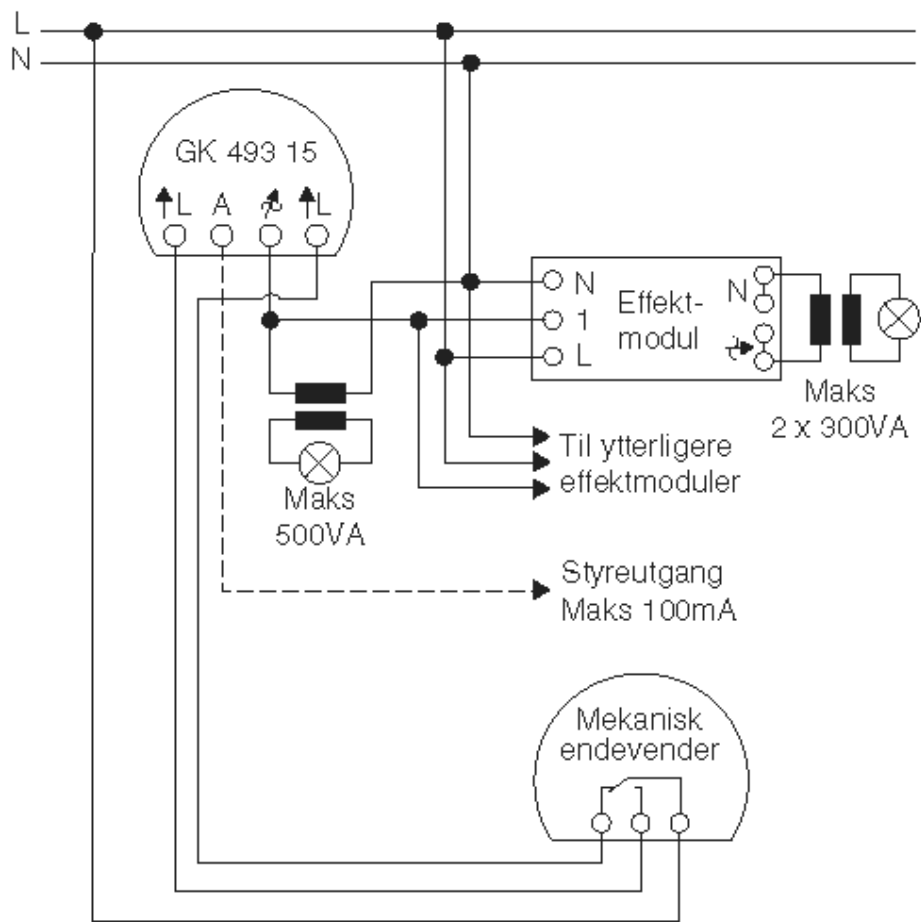 L
N
GK 493 15
L A L
N
1
L
Effekt-
modul
N
Maks
2 x 300VA
Til ytterligere
effektmoduler
Maks
500VA
Styreutgang
Maks 100mA
Mekanisk
endevender